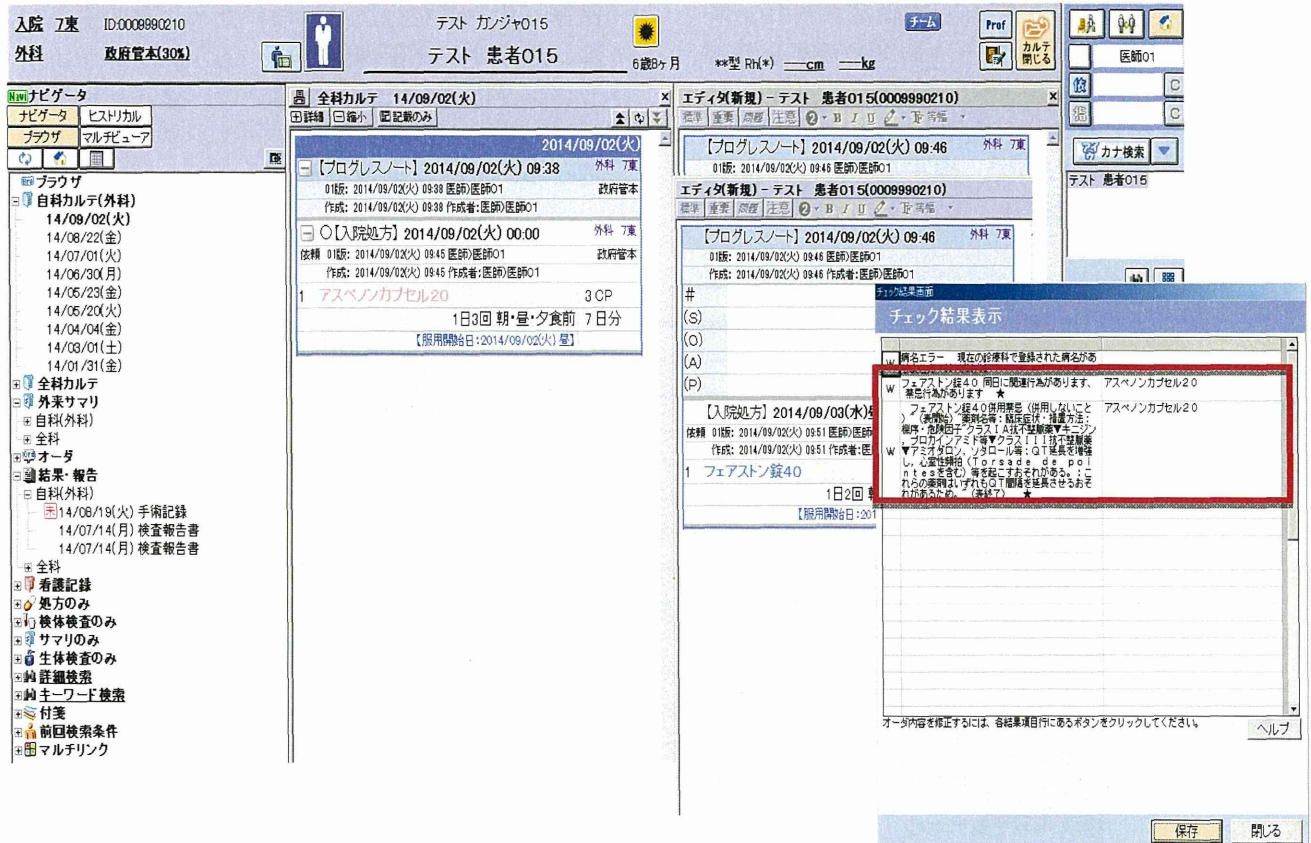 入院 7東 ID:0009990210
外科 政府管本(30%)
テスト カンジャ015
テスト 患者015
6歳8ヶ月
チーム
**型 Rh(*) __cm __kg
Prof
カルテ閉じる
医師01
C
C
カナ検索
テスト 患者015
Navi ナビゲータ
ナビゲータ ヒストリカル
ブラウザ マルチビューア
ブラウザ
自科カルテ(外科)
14/09/02(火)
14/08/22(金)
14/07/01(火)
14/06/30(月)
14/05/23(金)
14/05/20(火)
14/04/04(金)
14/03/01(土)
14/01/31(金)
全科カルテ
外来サマリ
自科(外科)
全科
オーダ
結果・報告
自科(外科)
未 14/08/19(火) 手術記録
14/07/14(月) 検査報告書
14/07/14(月) 検査報告書
全科
看護記録
処方のみ
検体検査のみ
サマリのみ
生体検査のみ
詳細検索
キーワード検索
付箋
前回検索条件
マルチリンク
全科カルテ 14/09/02(火) x
詳細 縮小 記載のみ
2014/09/02(火)
【プログレスノート】 2014/09/02(火) 09:38 外科 7東
01版: 2014/09/02(火) 09:38 医師)医師01 政府管本
作成: 2014/09/02(火) 09:38 作成者:医師)医師01
〇【入院処方】 2014/09/02(火) 00:00 外科 7東
依頼 01版: 2014/09/02(火) 09:45 医師)医師01 政府管本
作成: 2014/09/02(火) 09:45 作成者:医師)医師01
1 アスペノンカプセル20 3 CP
1日3回 朝・昼・夕食前 7 日分
【服用開始日:2014/09/02(火) 昼】
エディタ(新規) - テスト 患者015(0009990210) x
標準 重要 問題 注意 B I U 等幅
【プログレスノート】 2014/09/02(火) 09:46 外科 7東
01版: 2014/09/02(火) 09:46 医師)医師01
エディタ(新規) - テスト 患者015(0009990210)
標準 重要 問題 注意 B I U 等幅
【プログレスノート】 2014/09/02(火) 09:46 外科 7東
01版: 2014/09/02(火) 09:46 医師)医師01
作成: 2014/09/02(火) 09:46 作成者:医師)医師01
#
(S)
(O)
(A)
(P)
【入院処方】 2014/09/03(水)
依頼 01版: 2014/09/02(火) 09:51 医師)医師
作成: 2014/09/02(火) 09:51 作成者:医
1 フェアストン錠40
1日2回
【服用開始日:201
チェック結果画面
チェック結果表示
W 病名エラー 現在の診療科で登録された病名があ
W フェアストン錠40 同日に関連行為があります、 アスペノンカプセル20
禁忌行為があります ★
フェアストン錠40併用禁忌（併用しないこと アスペノンカプセル20
）“（表開始）“薬剤名等：臨床症状・措置方法：
機序・危険因子”クラスIA抗不整脈薬▼キニジン
，プロカインアミド等▼クラスIII抗不整脈薬
W ▼アミオダロン，ソタロール等：QT延長を増強
し，心室性頻拍（Torsade de poi
ntesを含む）等を起こすおそれがある。：こ
れらの薬剤はいずれもQT間隔を延長させるおそ
れがあるため。”（表終了） ★
オーダ内容を修正するには、各結果項目行にあるボタンをクリックしてください。
ヘルプ
保存 閉じる